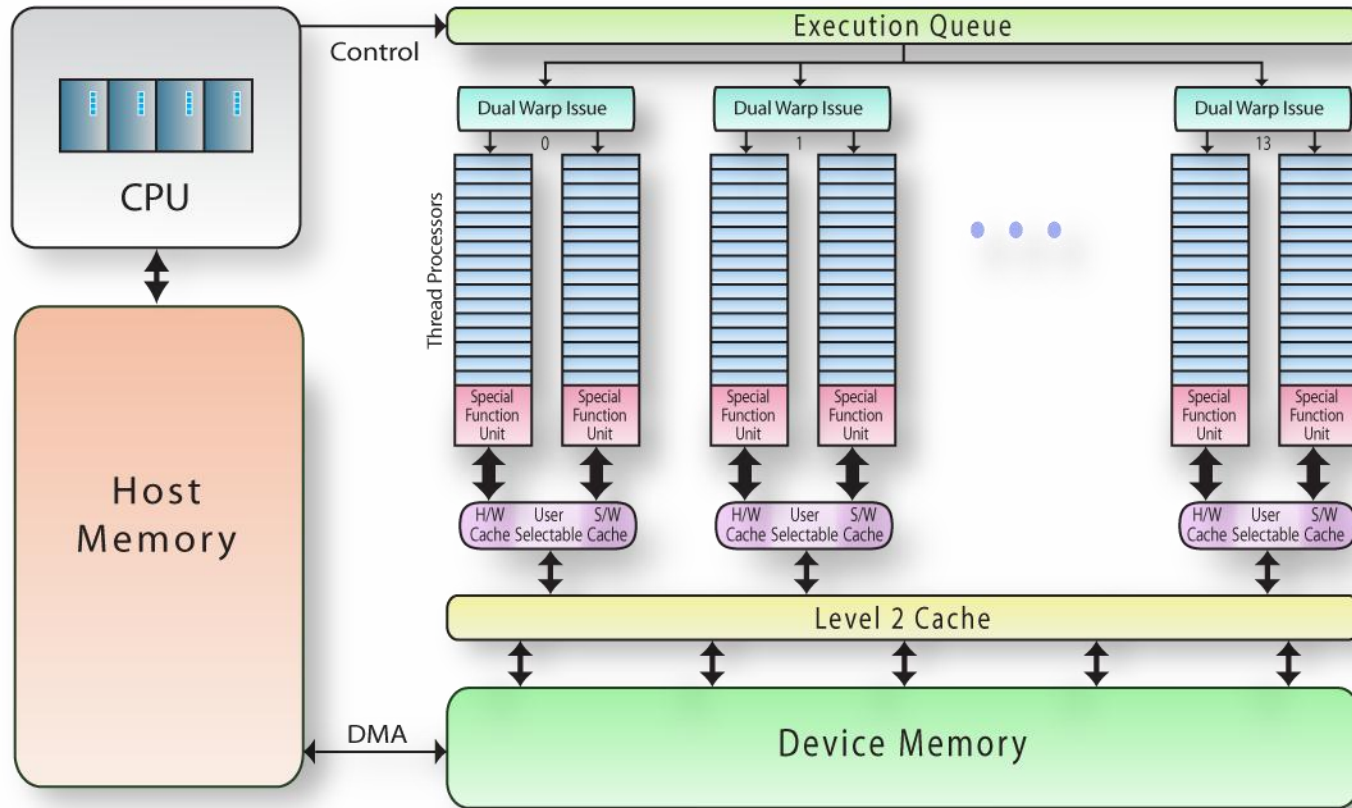 Execution Queue
Control
CPU
Dual Warp Issue
Dual Warp Issue
Dual Warp Issue
0
1
13
Thread Processors
Special
Function
Unit
Special
Function
Unit
Special
Function
Unit
Special
Function
Unit
Special
Function
Unit
Special
Function
Unit
H/W User S/W
Cache Selectable Cache
H/W User S/W
Cache Selectable Cache
H/W User S/W
Cache Selectable Cache
Host
Memory
Level 2 Cache
DMA
Device Memory